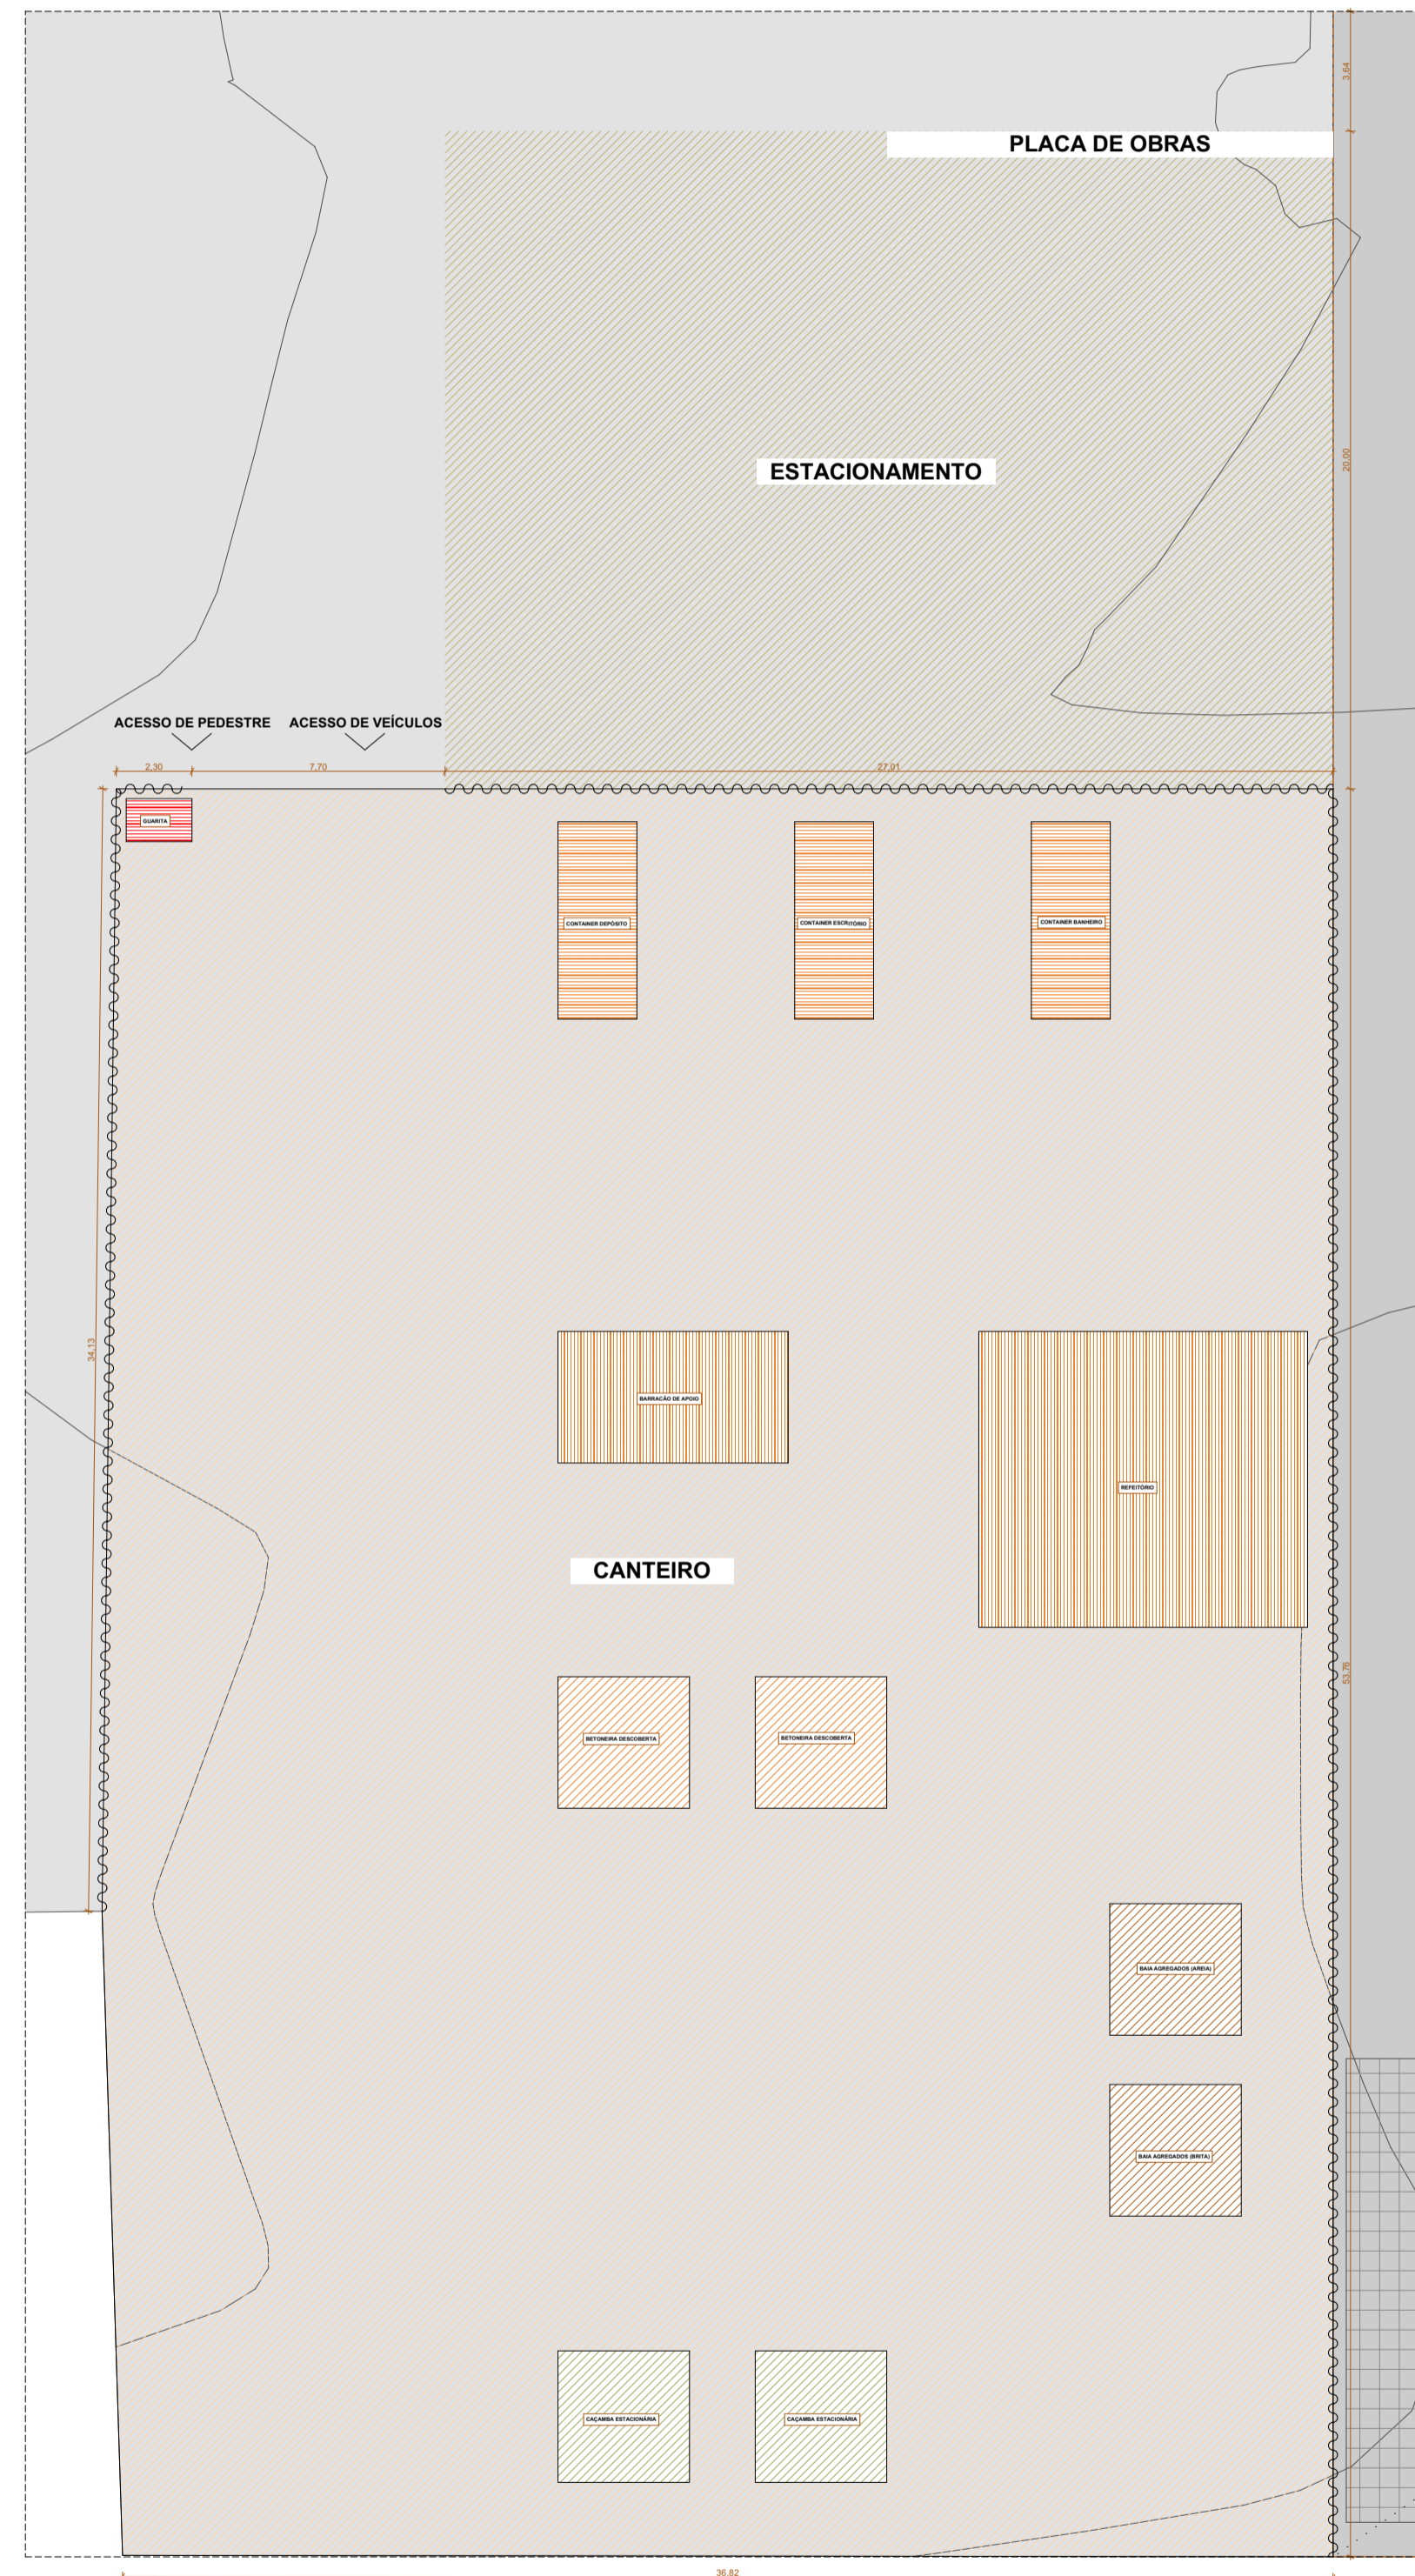 3,64
PLACA DE OBRAS
ESTACIONAMENTO
20,00
ACESSO DE PEDESTRE
ACESSO DE VEÍCULOS
2,30
7,70
27,01
GUARITA
CONTAINER DEPÓSITO
CONTAINER ESCRITÓRIO
CONTAINER BANHEIRO
34,13
BARRACÃO DE APOIO
REFEITÓRIO
CANTEIRO
53,76
BETONEIRA DESCOBERTA
BETONEIRA DESCOBERTA
BAIA AGREGADOS (AREIA)
BAIA AGREGADOS (BRITA)
CAÇAMBA ESTACIONÁRIA
CAÇAMBA ESTACIONÁRIA
36,82